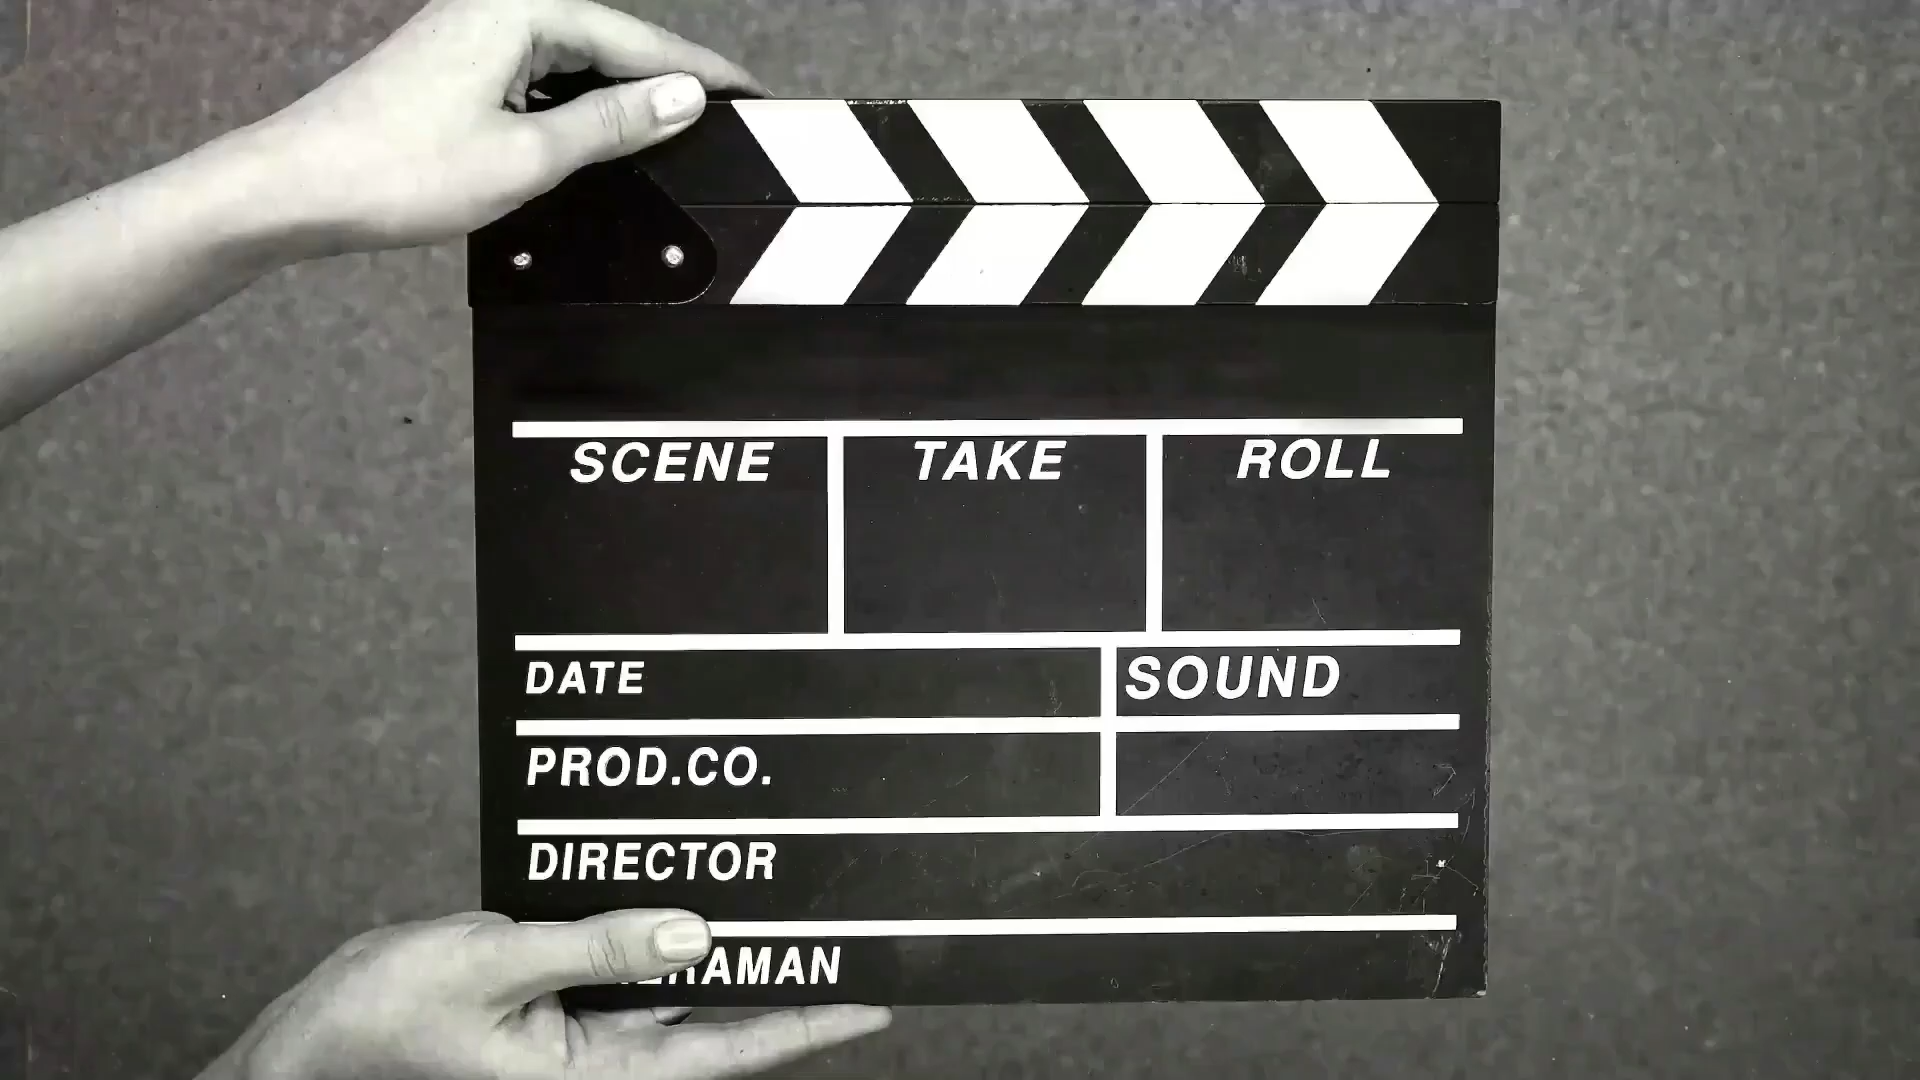 SCENE TAKE ROLL
DATE SOUND
PROD.CO.
DIRECTOR